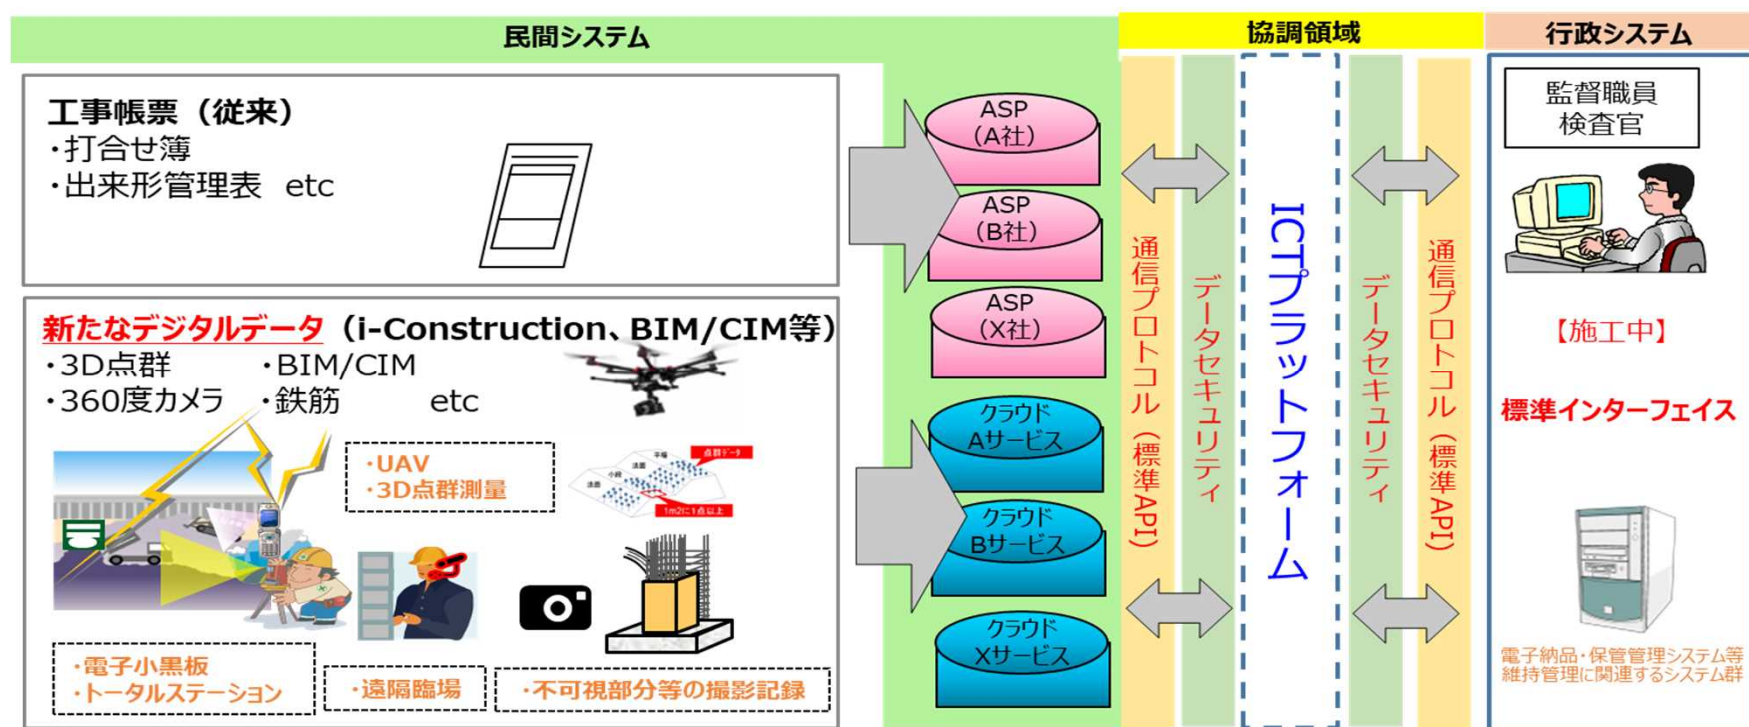 民間システム
協調領域
行政システム
工事帳票（従来）
・打合せ簿
・出来形管理表　etc
新たなデジタルデータ（i-Construction、BIM/CIM等）
・3D点群　・BIM/CIM
・360度カメラ　・鉄筋　etc
・UAV
・3D点群測量
点群データ
平場
法面
小段
法面
1m2に1点以上
・電子小黒板
・トータルステーション
・遠隔臨場
・不可視部分等の撮影記録
ASP
（A社）
ASP
（B社）
ASP
（X社）
クラウド
Aサービス
クラウド
Bサービス
クラウド
Xサービス
通信プロトコル（標準API）
データセキュリティ
ICTプラットフォーム
データセキュリティ
通信プロトコル（標準API）
監督職員
検査官
【施工中】
標準インターフェイス
電子納品・保管管理システム等
維持管理に関連するシステム群